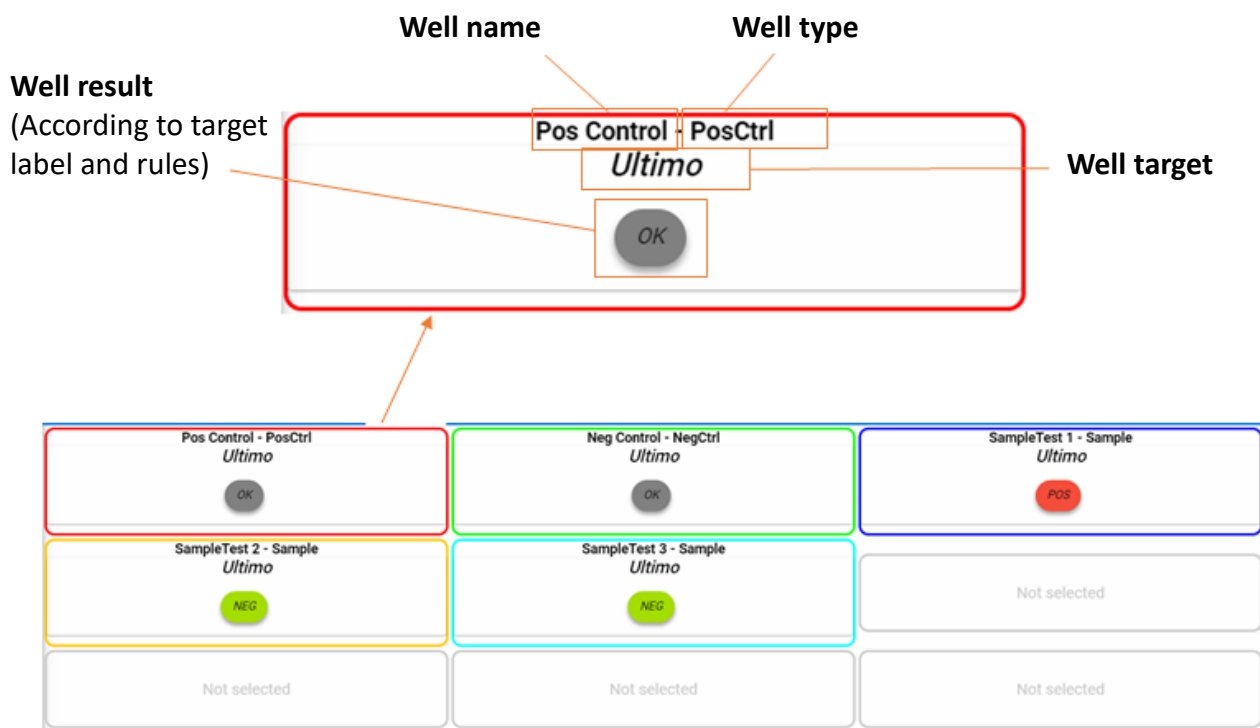 Well name
Well type
Well result
(According to target
label and rules)
Pos Control - PosCtrl
Ultimo
Well target
OK
Pos Control - PosCtrl
Ultimo
OK
Neg Control - NegCtrl
Ultimo
OK
SampleTest 1 - Sample
Ultimo
POS
SampleTest 2 - Sample
Ultimo
NEG
SampleTest 3 - Sample
Ultimo
NEG
Not selected
Not selected
Not selected
Not selected